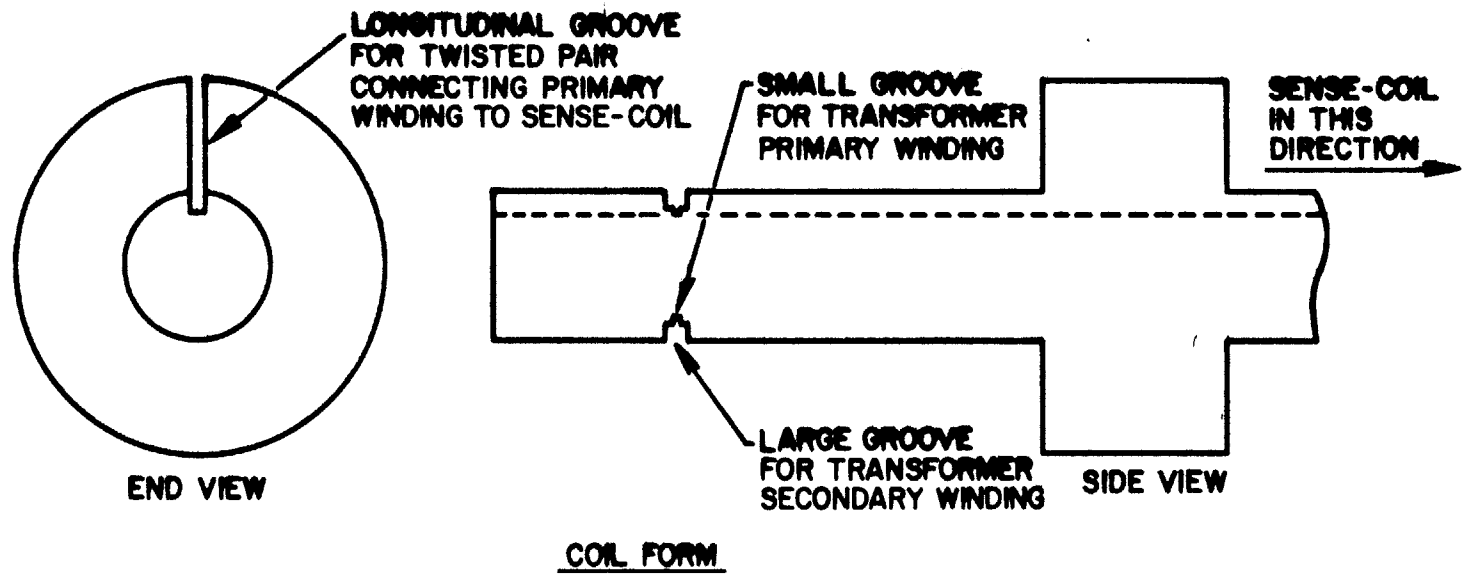 LONGITUDINAL GROOVE
FOR TWISTED PAIR
CONNECTING PRIMARY
WINDING TO SENSE-COIL
SMALL GROOVE
FOR TRANSFORMER
PRIMARY WINDING
SENSE-COIL
IN THIS
DIRECTION
LARGE GROOVE
FOR TRANSFORMER
SECONDARY WINDING
END VIEW
SIDE VIEW
COIL FORM